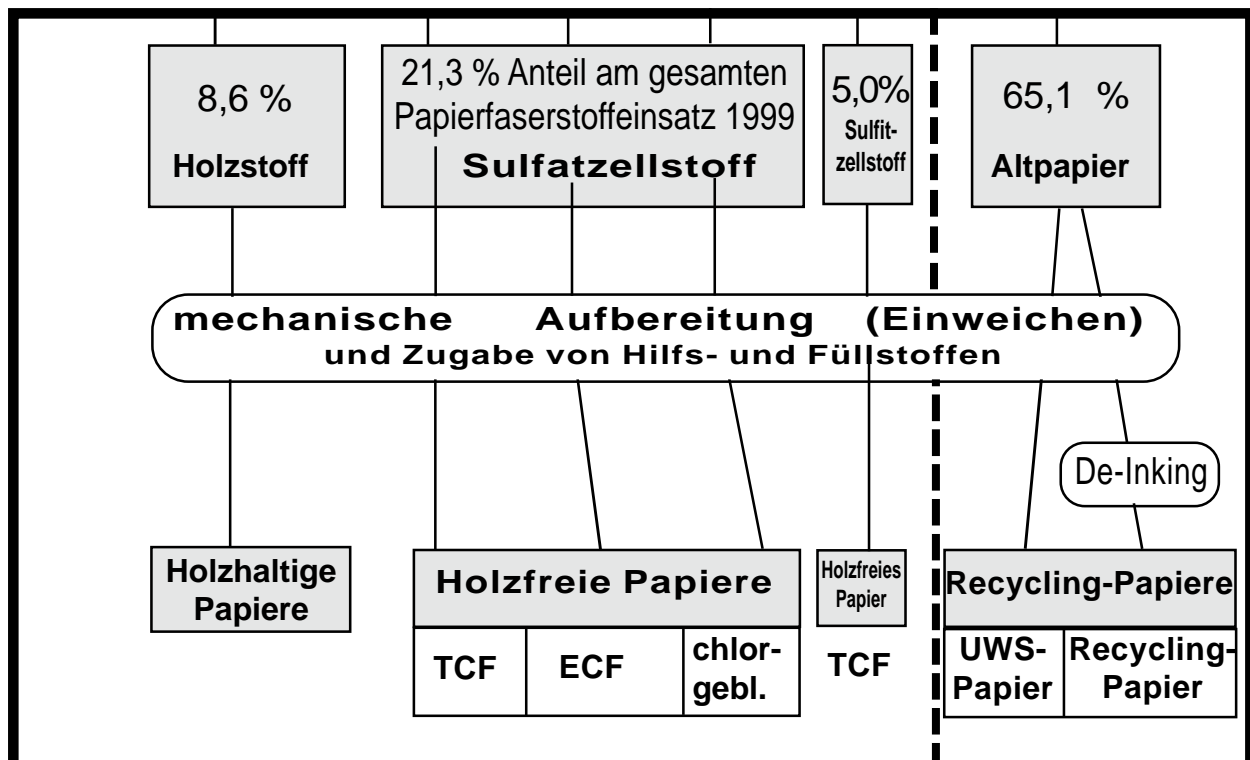 8,6 %
Holzstoff
21,3 % Anteil am gesamten
Papierfaserstoffeinsatz 1999
Sulfatzellstoff
5,0%
Sulfit-
zellstoff
65,1 %
Altpapier
mechanische Aufbereitung (Einweichen)
und Zugabe von Hilfs- und Füllstoffen
De-Inking
Holzhaltige
Papiere
Holzfreie Papiere
TCF
ECF
chlor-
gebl.
Holzfreies
Papier
TCF
Recycling-Papiere
UWS-
Papier
Recycling-
Papier